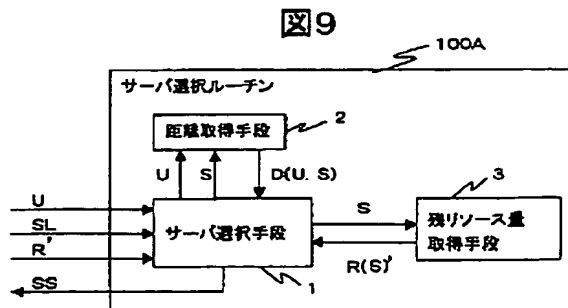 図9
100A
サーバ選択ルーチン
距離取得手段
2
U
S
D(U. S)
3
U
SL
R'
サーバ選択手段
S
R(S)'
残リソース量
取得手段
SS
1